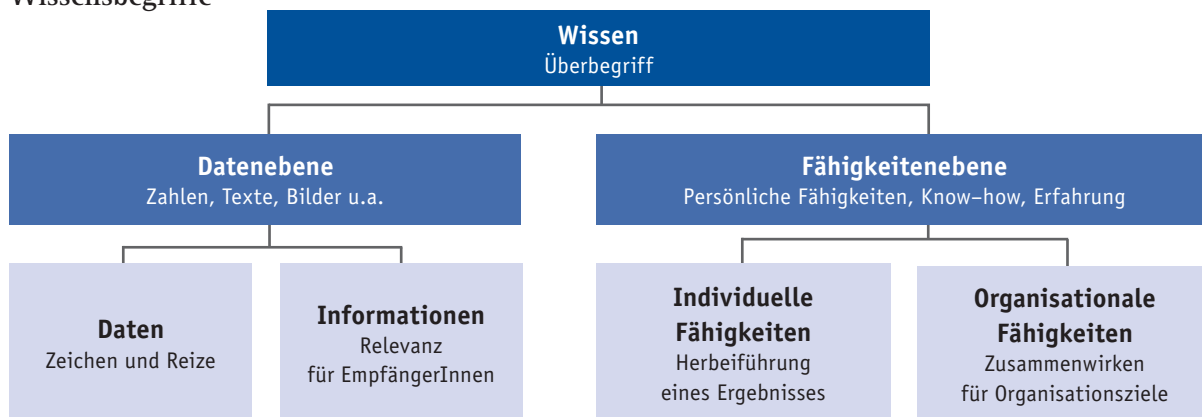 Wissensbegriffe
Wissen
Überbegriff
Datenebene
Zahlen, Texte, Bilder u.a.
Fähigkeitenebene
Persönliche Fähigkeiten, Know–how, Erfahrung
Daten
Zeichen und Reize
Informationen
Relevanz
für EmpfängerInnen
Individuelle
Fähigkeiten
Herbeiführung
eines Ergebnisses
Organisationale
Fähigkeiten
Zusammenwirken
für Organisationsziele